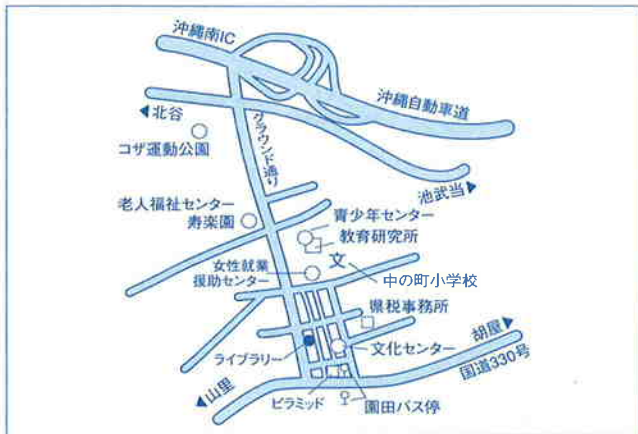 沖縄南IC
沖縄自動車道
◀北谷
コザ運動公園
グラウンド通り
池武当▶
老人福祉センター
寿楽園
青少年センター
教育研究所
女性就業
援助センター
文
中の町小学校
県税事務所
胡屋▶
ライブラリー
文化センター
国道330号
◀山里
ピラミッド
園田バス停